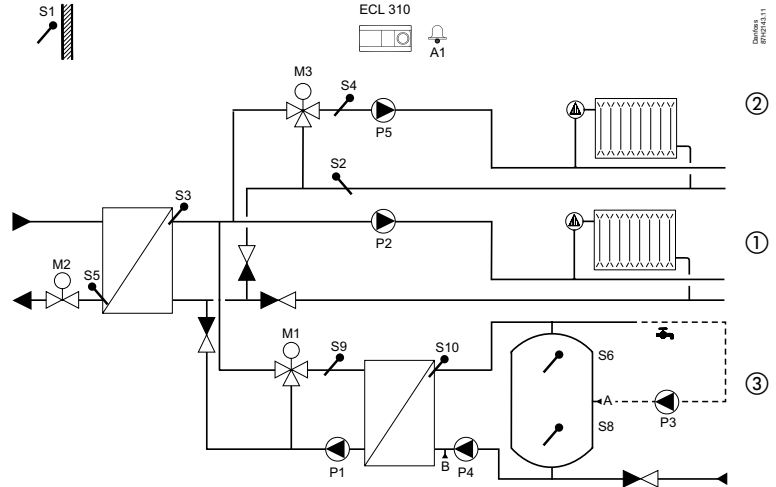 S1
ECL 310
A1
Danfoss
87H2143.11
M3
S4
P5
②
S2
S3
P2
①
M2
S5
M1
S9
S10
S6
③
A
P3
S8
P1
B
P4